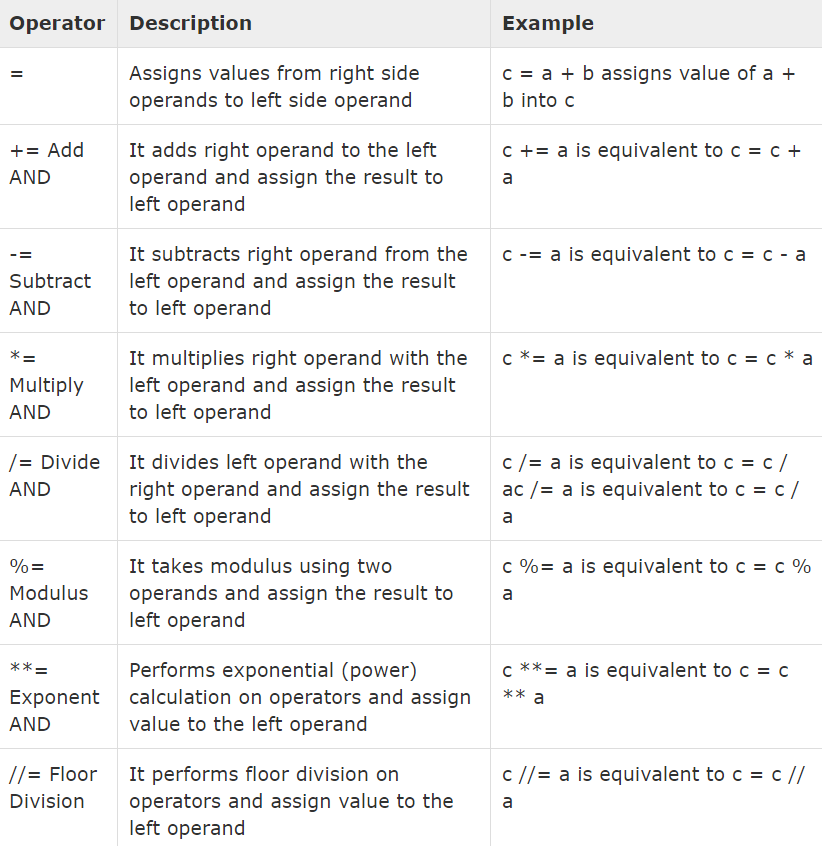 Operator Description Example
= Assigns values from right side c = a + b assigns value of a +
operands to left side operand b into c
+= Add It adds right operand to the left c += a is equivalent to c = c +
AND operand and assign the result to a
left operand
-= It subtracts right operand from the c -= a is equivalent to c = c - a
Subtract left operand and assign the result
AND to left operand
*= It multiplies right operand with the c *= a is equivalent to c = c * a
Multiply left operand and assign the result
AND to left operand
/= Divide It divides left operand with the c /= a is equivalent to c = c /
AND right operand and assign the result ac /= a is equivalent to c = c /
to left operand a
%= It takes modulus using two c %= a is equivalent to c = c %
Modulus operands and assign the result to a
AND left operand
**= Performs exponential (power) c **= a is equivalent to c = c
Exponent calculation on operators and assign ** a
AND value to the left operand
//= Floor It performs floor division on c //= a is equivalent to c = c //
Division operators and assign value to the a
left operand